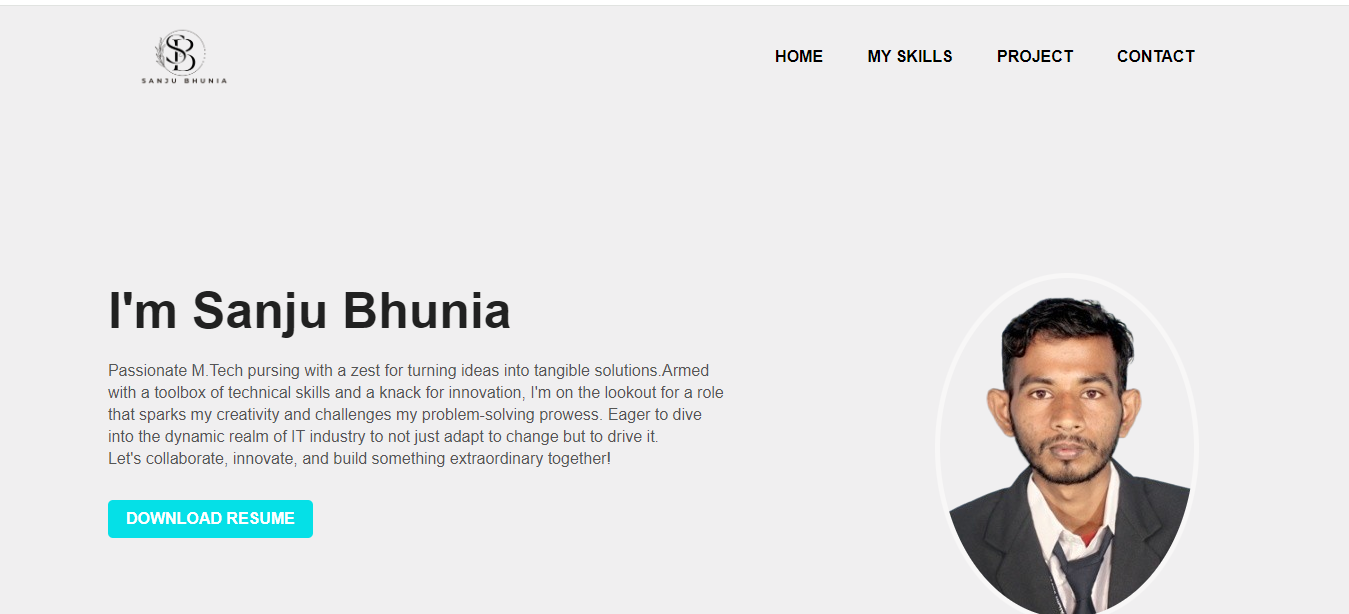 SB
SANJU BHUNIA
HOME MY SKILLS PROJECT CONTACT
I'm Sanju Bhunia
Passionate M.Tech pursing with a zest for turning ideas into tangible solutions.Armed
with a toolbox of technical skills and a knack for innovation, I'm on the lookout for a role
that sparks my creativity and challenges my problem-solving prowess. Eager to dive
into the dynamic realm of IT industry to not just adapt to change but to drive it.
Let's collaborate, innovate, and build something extraordinary together!
DOWNLOAD RESUME